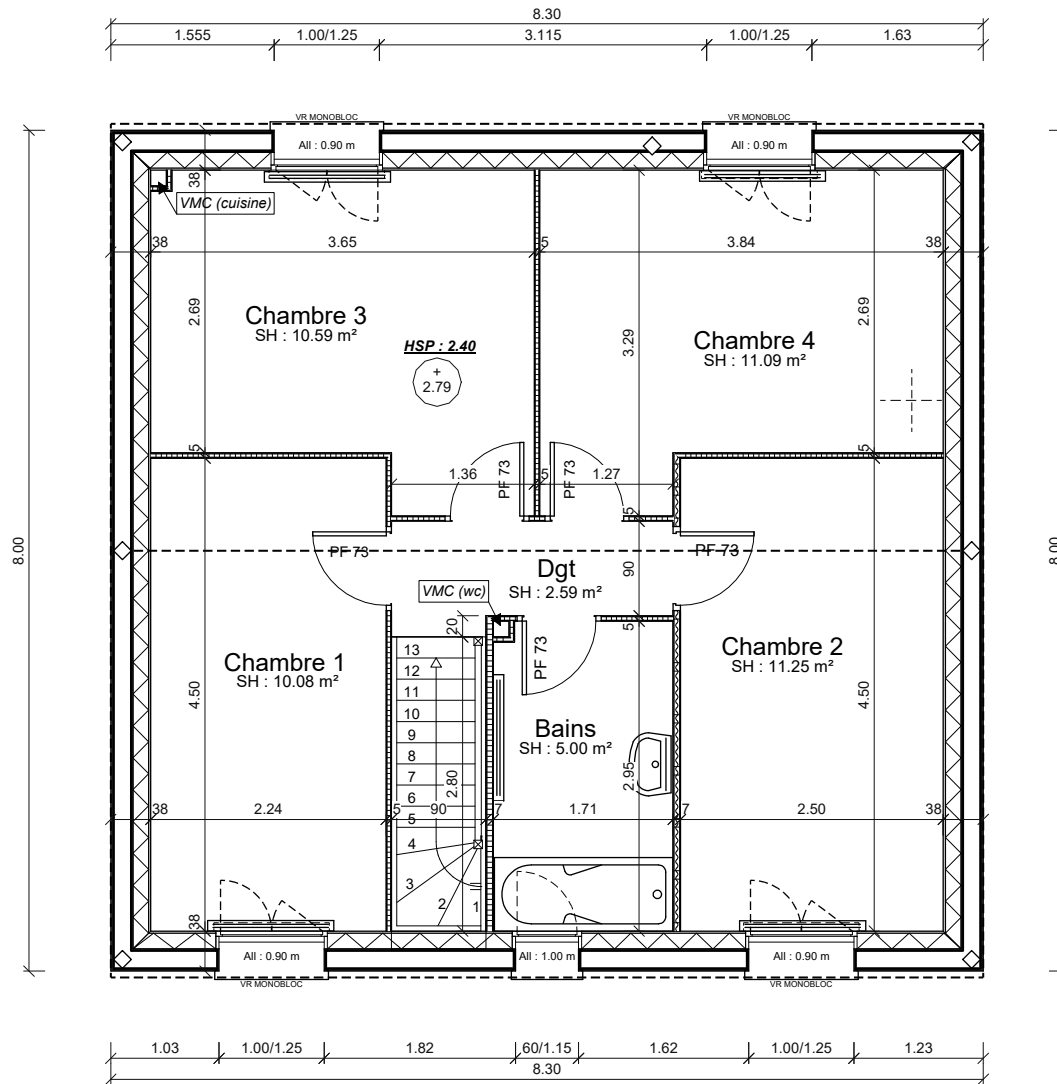 8.30
1.555 1.00/1.25 3.115 1.00/1.25 1.63
VR MONOBLOC VR MONOBLOC
All : 0.90 m All : 0.90 m
38
VMC (cuisine)
38 3.65 5 3.84 38
2.69 3.29 2.69
Chambre 3
SH : 10.59 m²
Chambre 4
SH : 11.09 m²
HSP : 2.40
+
2.79
5 5
1.36 5 1.27
PF 73 PF 73
5
8.00 8.00
PF 73 PF 73
Dgt
SH : 2.59 m²
90
VMC (wc)
20 5
PF 73
Chambre 1
SH : 10.08 m²
Chambre 2
SH : 11.25 m²
4.50 4.50
Bains
SH : 5.00 m²
13
12
11
10
9
8
7
6
5
4
3
2
1
2.80 2.95
38 2.24 5 90 7 1.71 7 2.50 38
38
All : 0.90 m All : 1.00 m All : 0.90 m
VR MONOBLOC VR MONOBLOC
1.03 1.00/1.25 1.82 60/1.15 1.62 1.00/1.25 1.23
8.30